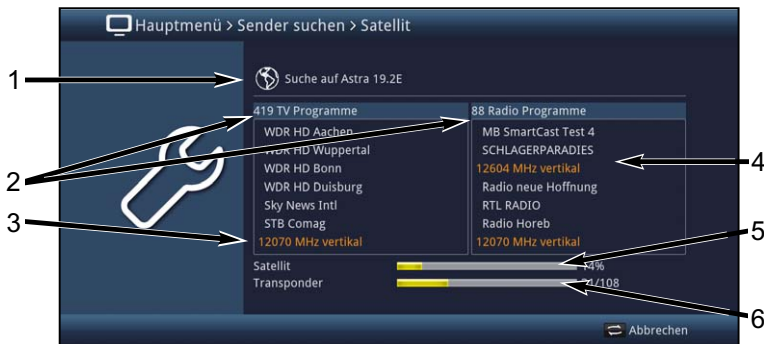 Hauptmenü > Sender suchen > Satellit
1
Suche auf Astra 19.2E
419 TV Programme
88 Radio Programme
2
WDR HD Aachen
WDR HD Wuppertal
WDR HD Bonn
WDR HD Duisburg
Sky News Intl
STB Comag
3
12070 MHz vertikal
MB SmartCast Test 4
SCHLAGERPARADIES
12604 MHz vertikal
4
Radio neue Hoffnung
RTL RADIO
Radio Horeb
12070 MHz vertikal
5
Satellit
Transponder
6
Abbrechen